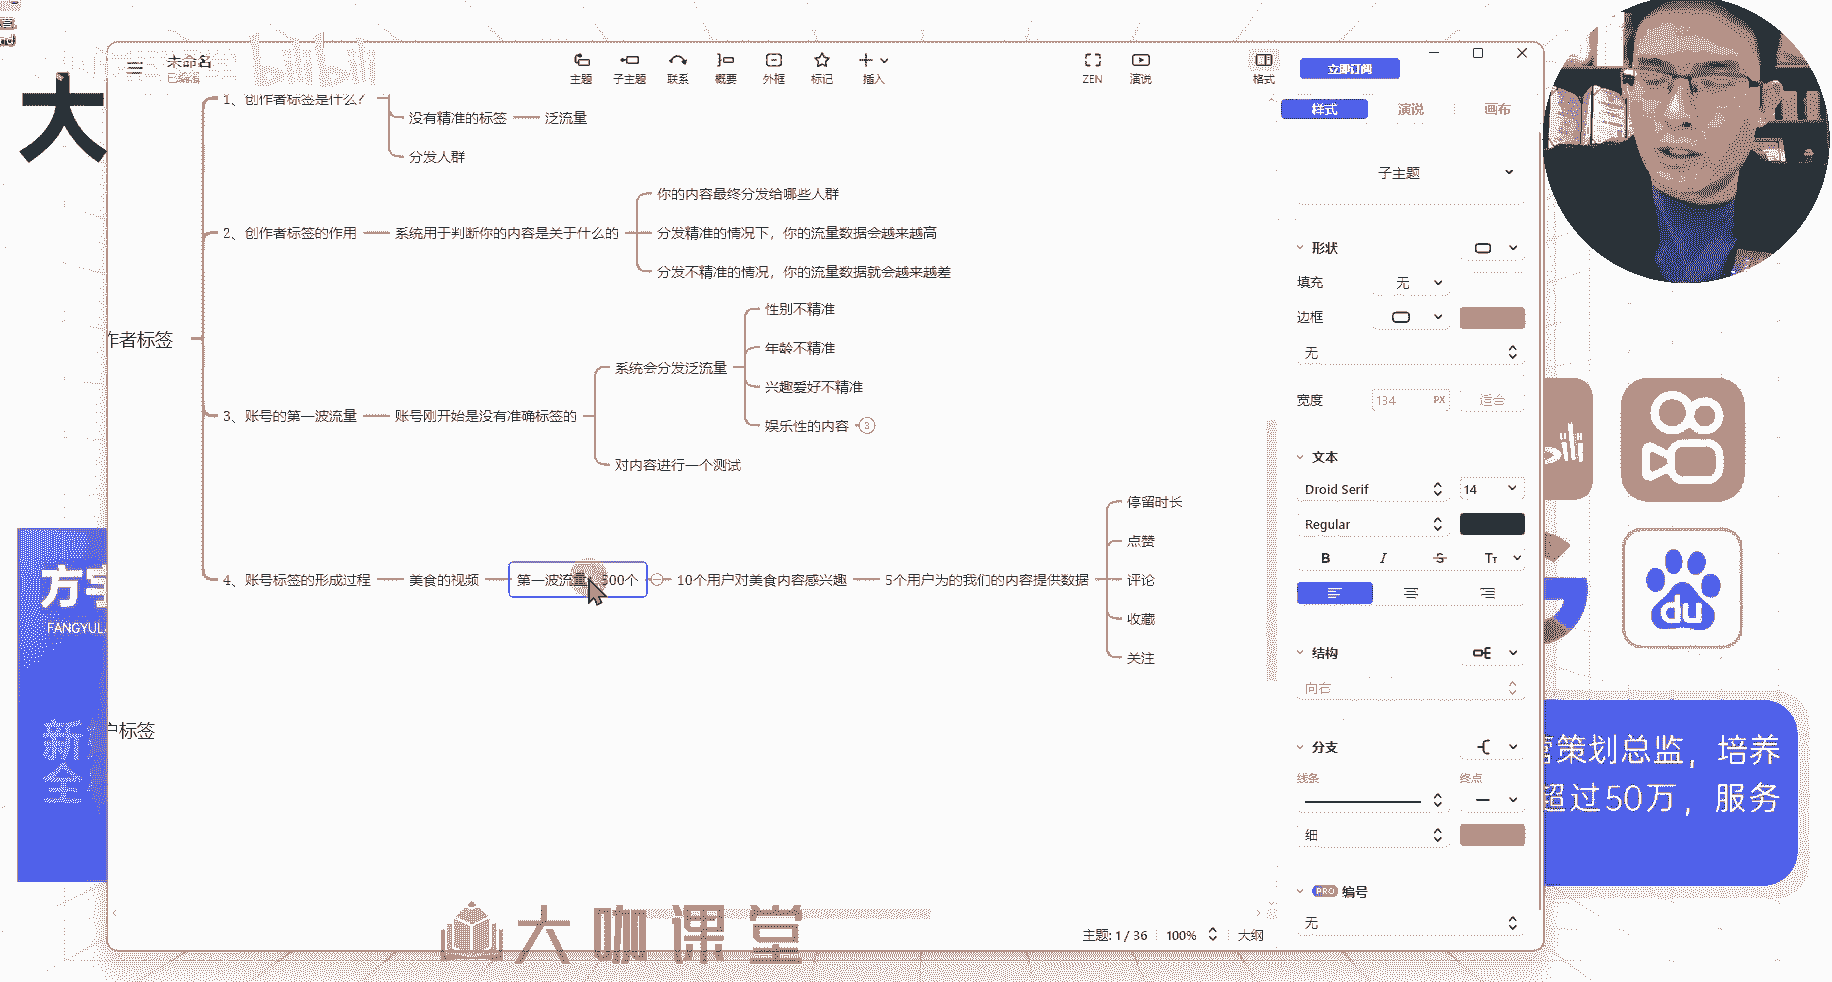 大
bilibili
未命名
已编辑
主题
子主题
联系
概要
外框
标记
插入
ZEN
演说
格式
立即订阅
样式
演说
画布
1、创作者标签是什么?
没有精准的标签
泛流量
分发人群
2、创作者标签的作用
系统用于判断你的内容是关于什么的
你的内容最终分发给哪些人群
分发精准的情况下，你的流量数据会越来越高
分发不精准的情况，你的流量数据就会越来越差
作者标签
3、账号的第一波流量
账号刚开始是没有准确标签的
系统会分发泛流量
性别不精准
年龄不精准
兴趣爱好不精准
娱乐性的内容
3
对内容进行一个测试
4、账号标签的形成过程
美食的视频
第一波流量 300个
10个用户对美食内容感兴趣
5个用户为的我们的内容提供数据
停留时长
点赞
评论
收藏
关注
户标签
子主题
形状
填充
无
边框
无
宽度
134
PX
适合
文本
Droid Serif
14
Regular
B
I
S
Tт
结构
向右
分支
线条
终点
细
PRO
编号
无
主题: 1 / 36
100%
大纲
大咖课堂
方
FANGYU
新
全
bili
du
营策划总监，培养
超过50万，服务